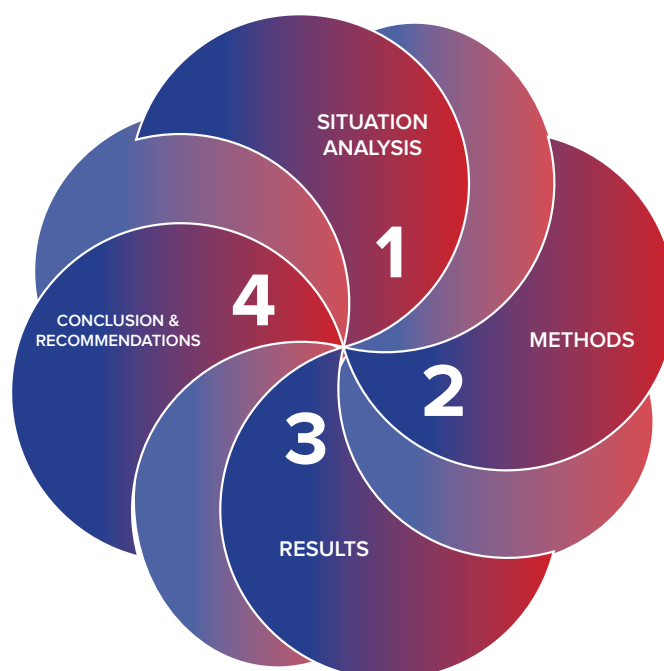 SITUATION
ANALYSIS
1
METHODS
2
3
RESULTS
4
CONCLUSION &
RECOMMENDATIONS